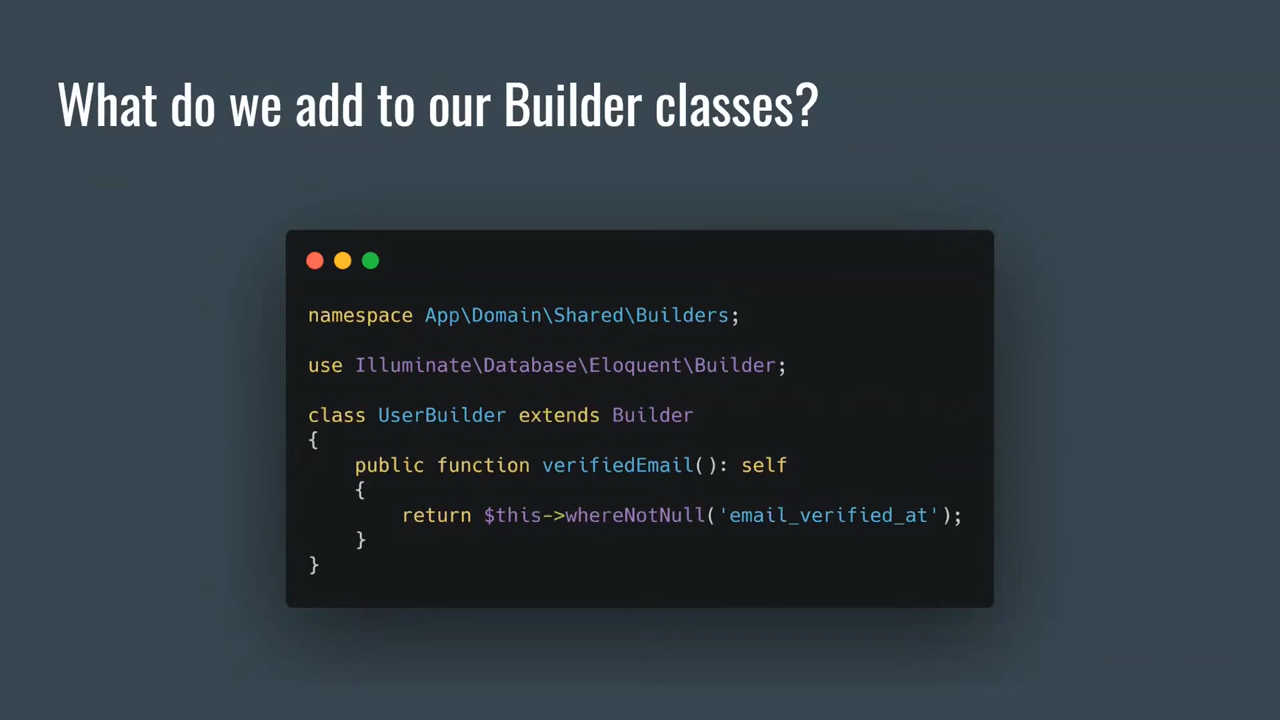 What do we add to our Builder classes?
namespace App\Domain\Shared\Builders;
use Illuminate\Database\Eloquent\Builder;
class UserBuilder extends Builder
{
    public function verifiedEmail(): self
    {
        return $this->whereNotNull('email_verified_at');
    }
}